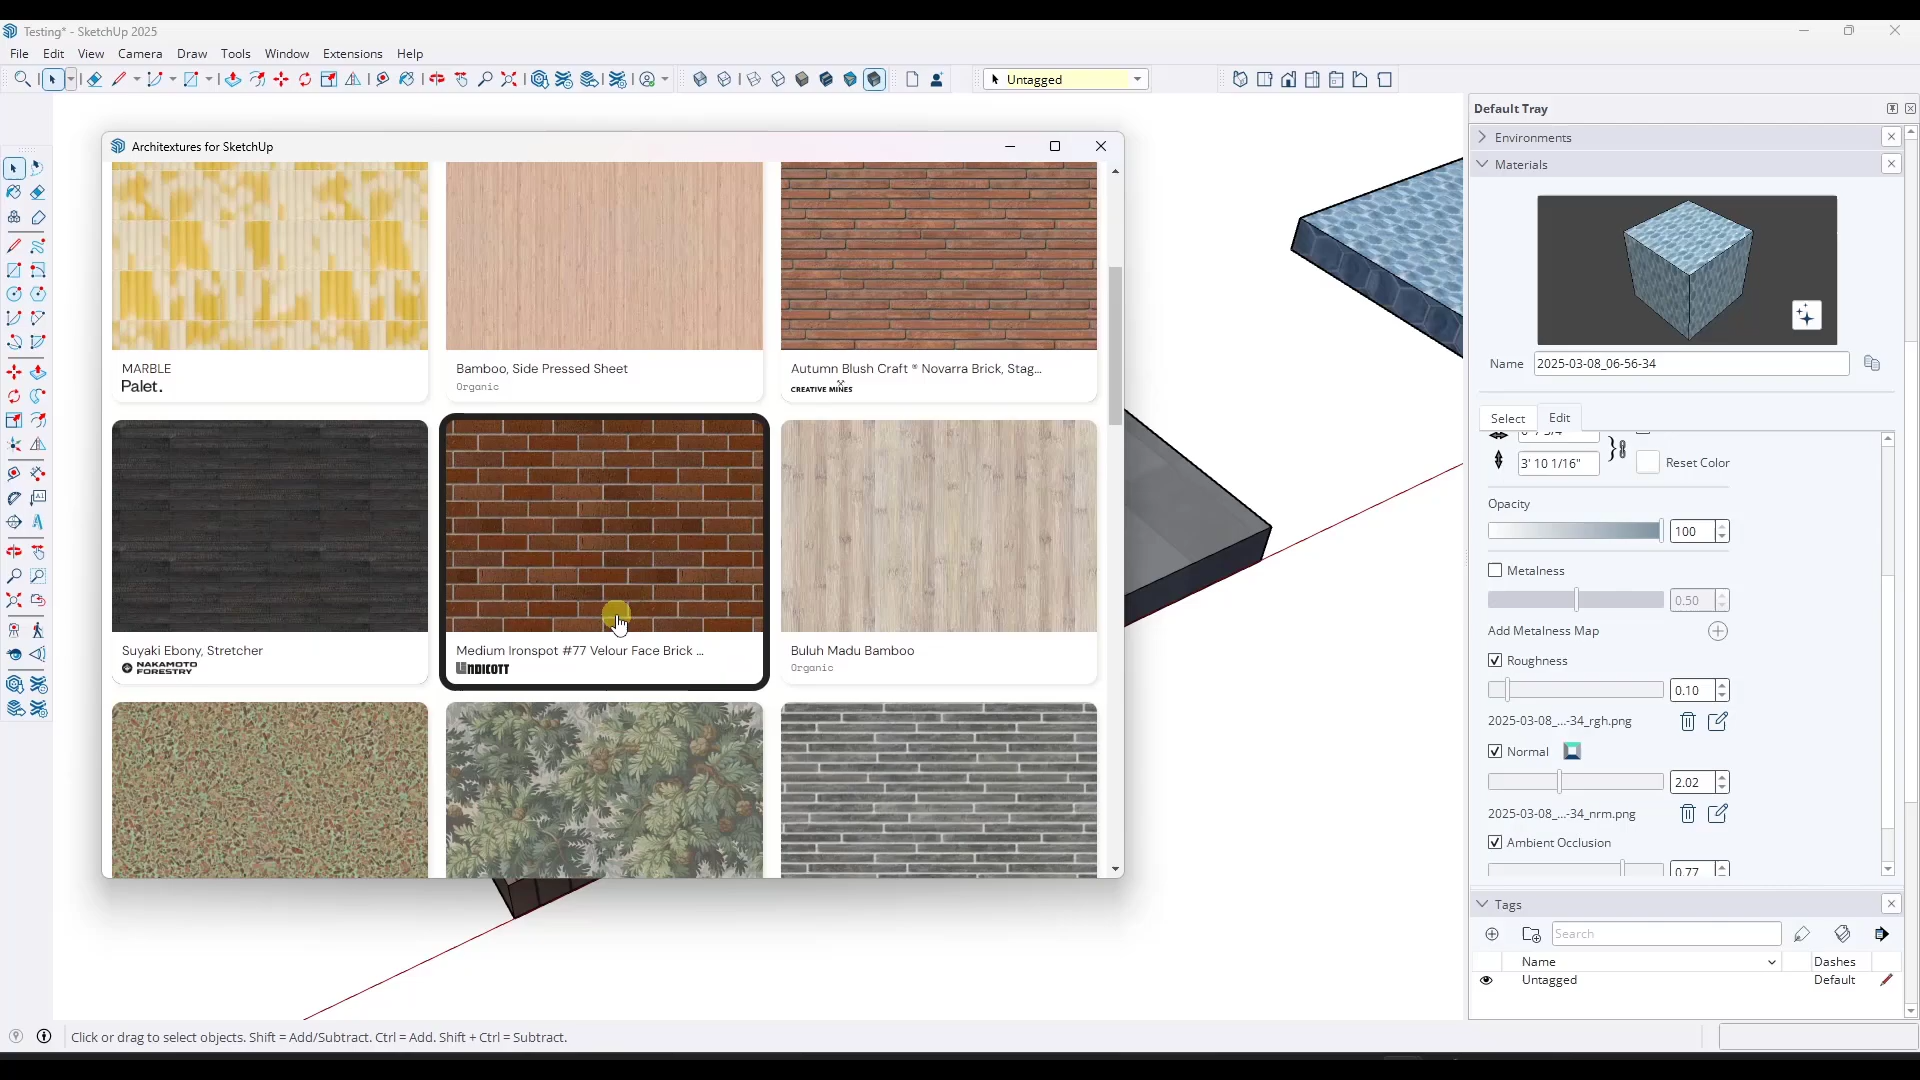 Testing* - SketchUp 2025
File Edit View Camera Draw Tools Window Extensions Help
Untagged
Default Tray
Architextures for SketchUp
Environments
Materials
MARBLE
Palet.
Bamboo, Side Pressed Sheet
Organic
Autumn Blush Craft ® Novarra Brick, Stag...
CREATIVE MINES
Name 2025-03-08_06-56-34
Select Edit
3' 10 1/16" Reset Color
Opacity
100
Metalness
0.50
Add Metalness Map
Roughness
0.10
2025-03-08_...-34_rgh.png
Normal
2.02
2025-03-08_...-34_nrm.png
Ambient Occlusion
0.77
Suyaki Ebony, Stretcher
NAKAMOTO
FORESTRY
Medium Ironspot #77 Velour Face Brick ...
ENDICOTT
Buluh Madu Bamboo
Organic
Tags
Search
Name Dashes
Untagged Default
Click or drag to select objects. Shift = Add/Subtract. Ctrl = Add. Shift + Ctrl = Subtract.